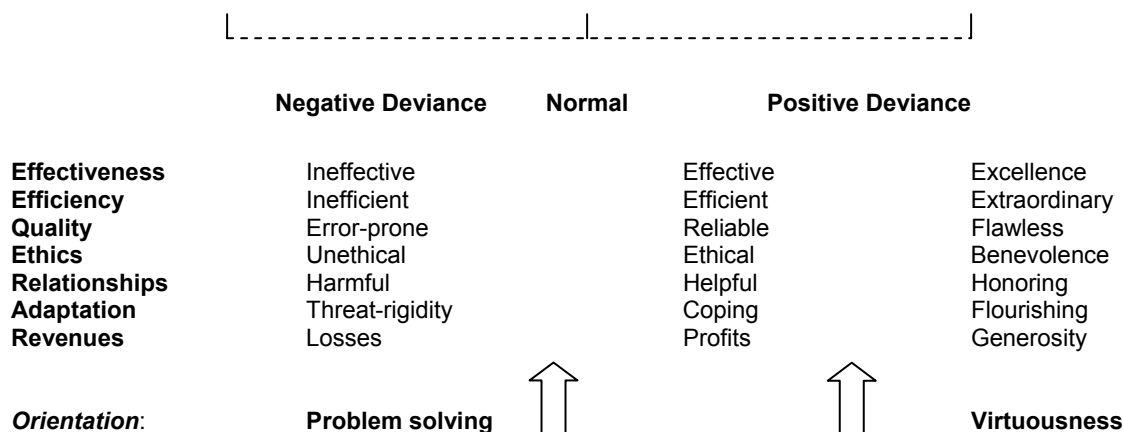 Negative Deviance Normal Positive Deviance
Effectiveness Ineffective Effective Excellence
Efficiency Inefficient Efficient Extraordinary
Quality Error-prone Reliable Flawless
Ethics Unethical Ethical Benevolence
Relationships Harmful Helpful Honoring
Adaptation Threat-rigidity Coping Flourishing
Revenues Losses Profits Generosity
Orientation: Problem solving Virtuousness